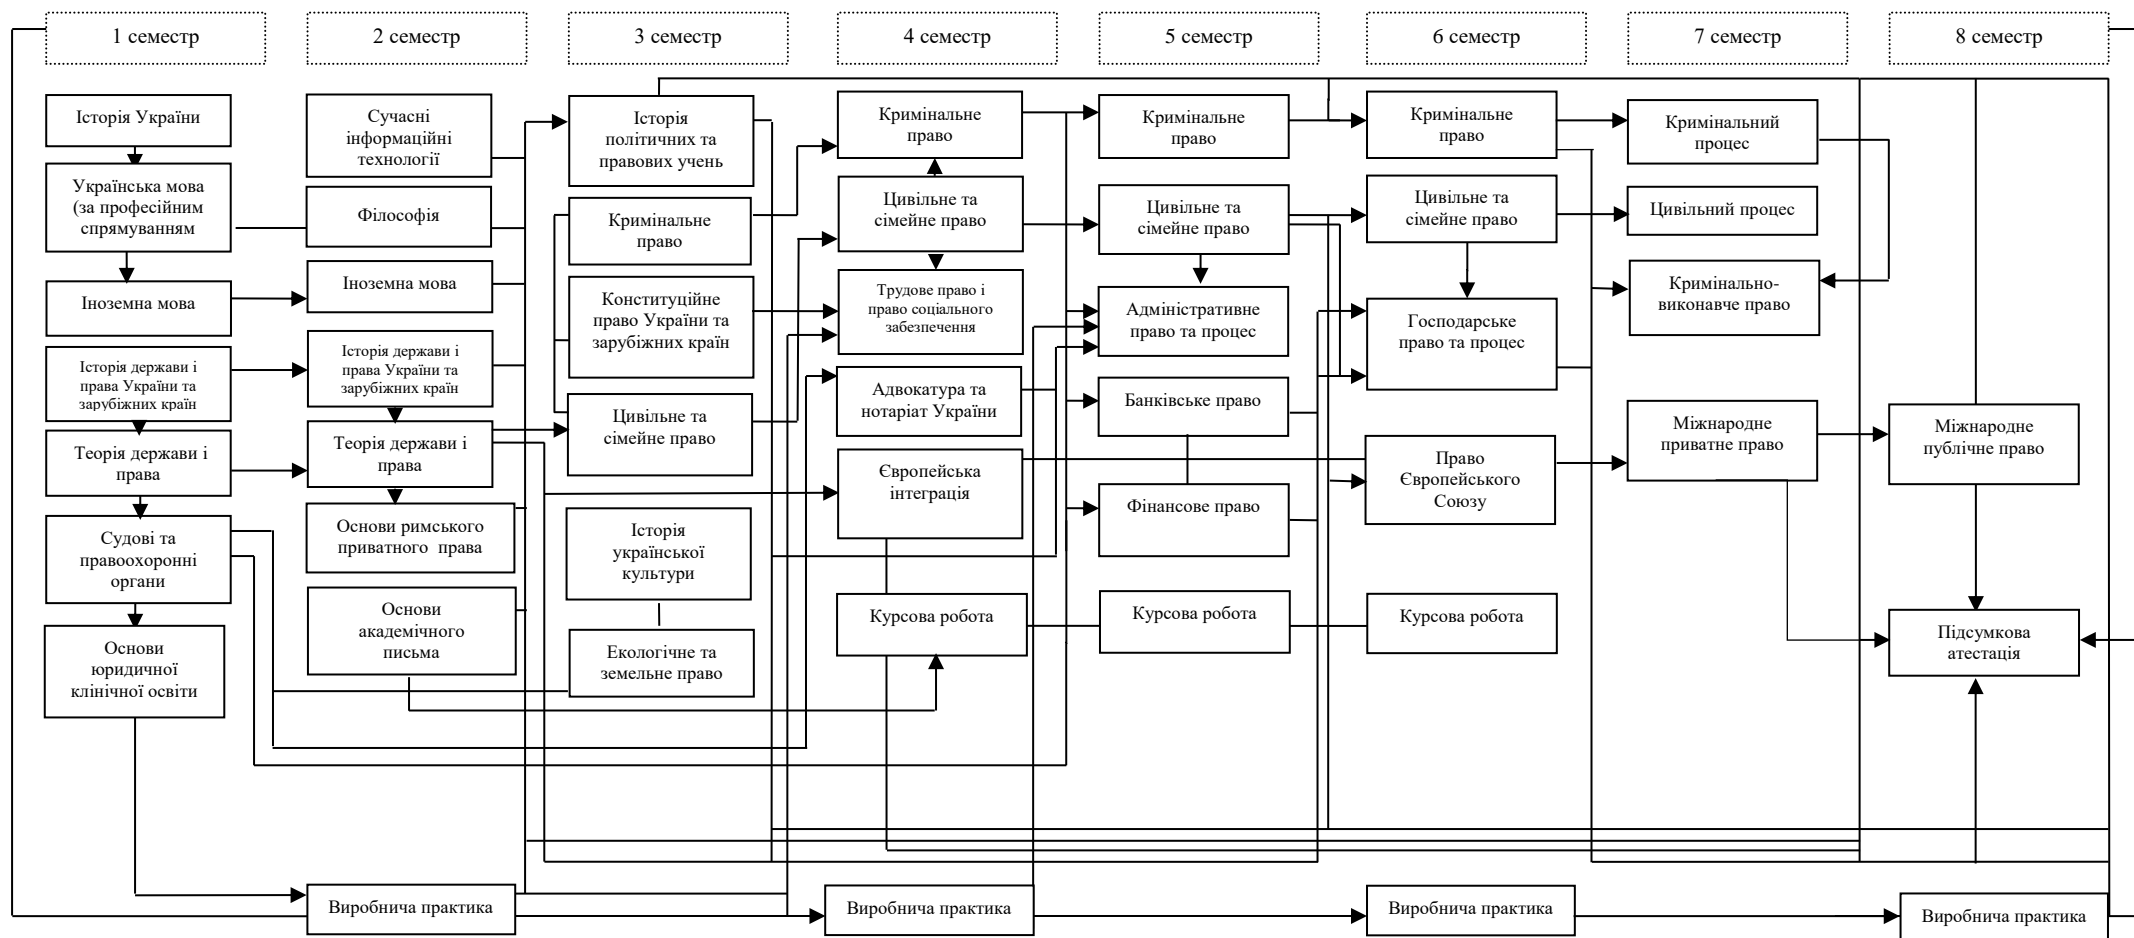 1 семестр
2 семестр
3 семестр
4 семестр
5 семестр
6 семестр
7 семестр
8 семестр
Історія України
Українська мова
(за професійним
спрямуванням
Іноземна мова
Історія держави і
права України та
зарубіжних країн
Теорія держави і
права
Судові та
правоохоронні
органи
Основи
юридичної
клінічної освіти
Сучасні
інформаційні
технології
Філософія
Іноземна мова
Історія держави і
права України та
зарубіжних країн
Теорія держави і
права
Основи римського
приватного права
Основи
академічного
письма
Виробнича практика
Історія
політичних та
правових учень
Кримінальне
право
Конституційне
право України та
зарубіжних країн
Цивільне та
сімейне право
Історія
української
культури
Екологічне та
земельне право
Кримінальне
право
Цивільне та
сімейне право
Трудове право і
право соціального
забезпечення
Адвокатура та
нотаріат України
Європейська
інтеграція
Курсова робота
Виробнича практика
Кримінальне
право
Цивільне та
сімейне право
Адміністративне
право та процес
Банківське право
Фінансове право
Курсова робота
Кримінальне
право
Цивільне та
сімейне право
Господарське
право та процес
Право
Європейського
Союзу
Курсова робота
Виробнича практика
Кримінальний
процес
Цивільний процес
Кримінально-
виконавче право
Міжнародне
приватне право
Міжнародне
публічне право
Підсумкова
атестація
Виробнича практика